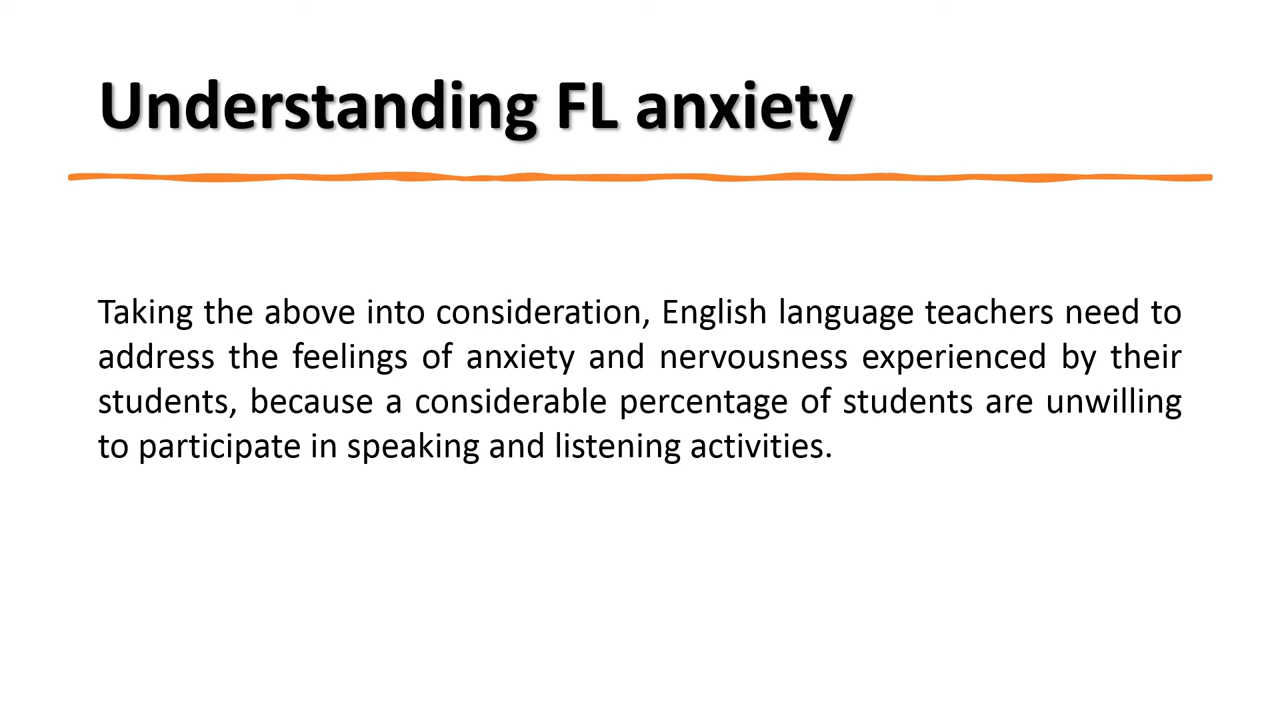 Understanding FL anxiety
Taking the above into consideration, English language teachers need to
address the feelings of anxiety and nervousness experienced by their
students, because a considerable percentage of students are unwilling
to participate in speaking and listening activities.